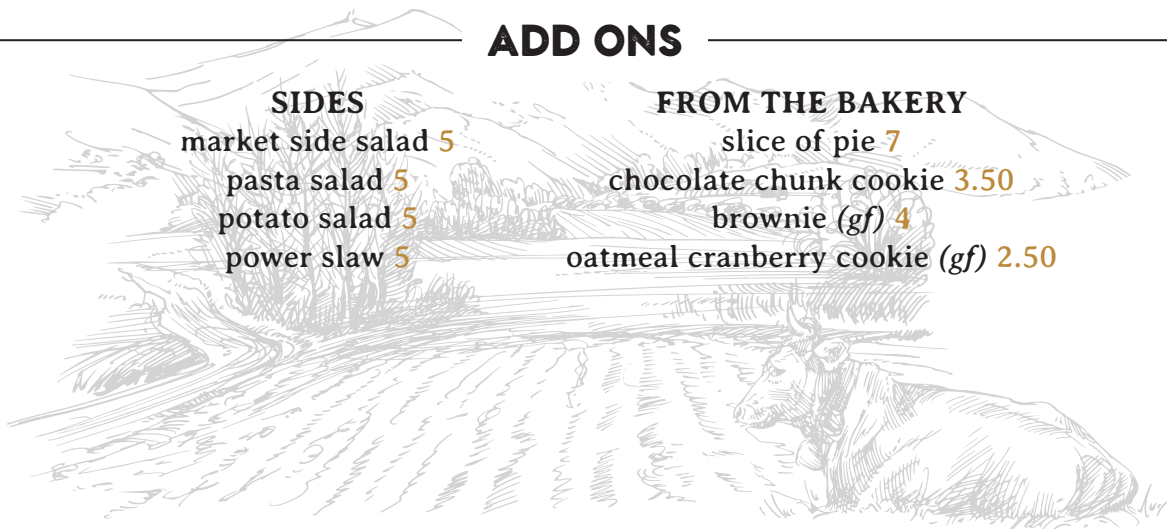 ADD ONS
SIDES
market side salad 5
pasta salad 5
potato salad 5
power slaw 5
FROM THE BAKERY
slice of pie 7
chocolate chunk cookie 3.50
brownie (gf) 4
oatmeal cranberry cookie (gf) 2.50